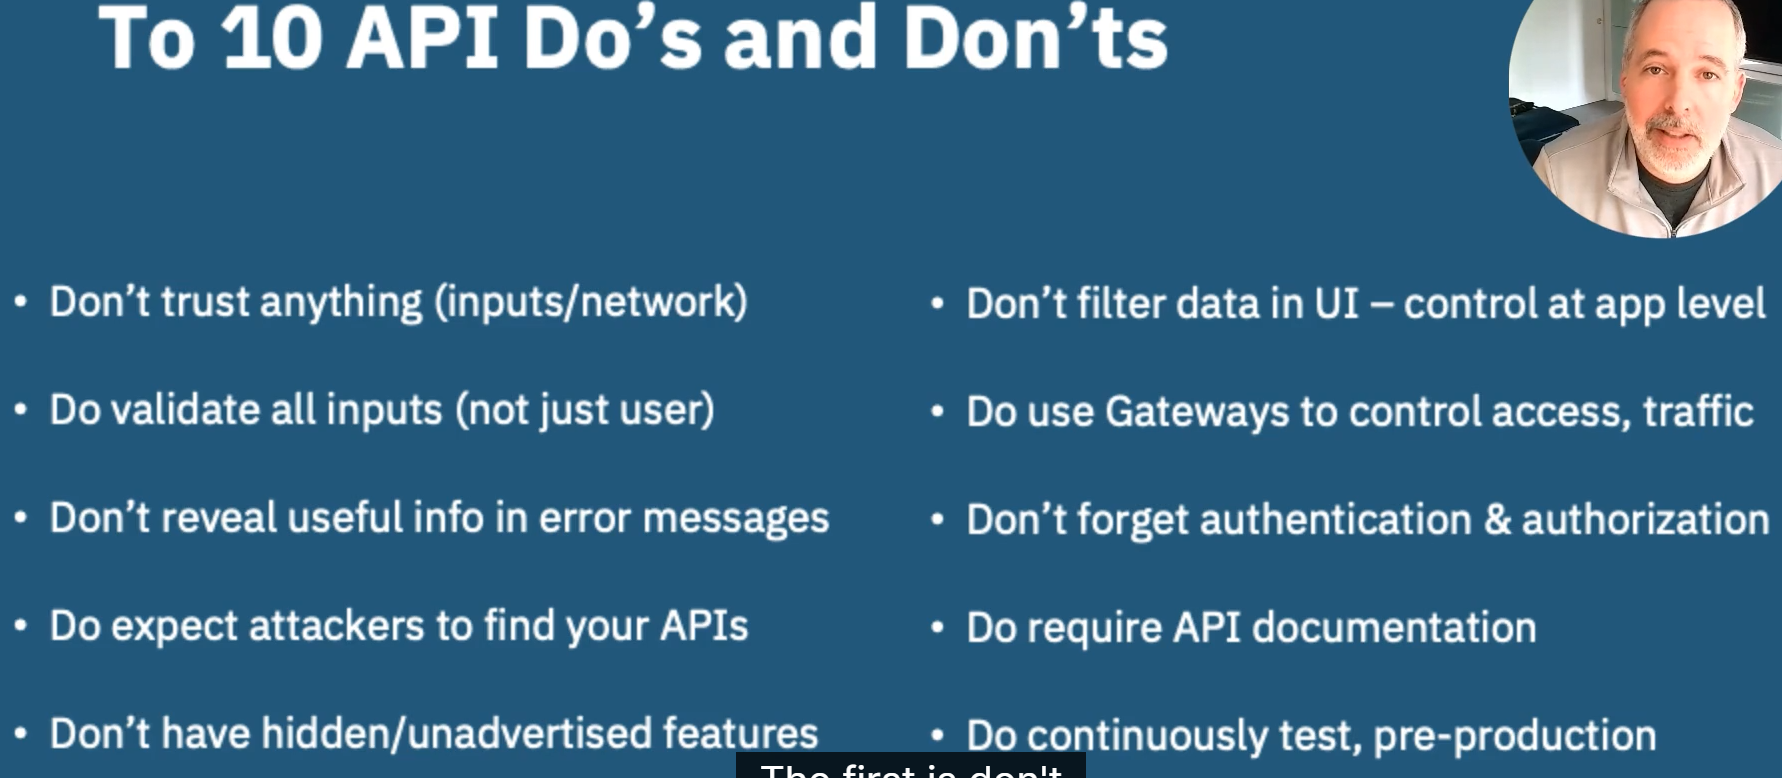 To 10 API Do’s and Don’ts
• Don’t trust anything (inputs/network)
• Do validate all inputs (not just user)
• Don’t reveal useful info in error messages
• Do expect attackers to find your APIs
• Don’t have hidden/unadvertised features
• Don’t filter data in UI – control at app level
• Do use Gateways to control access, traffic
• Don’t forget authentication & authorization
• Do require API documentation
• Do continuously test, pre-production
The first is don't